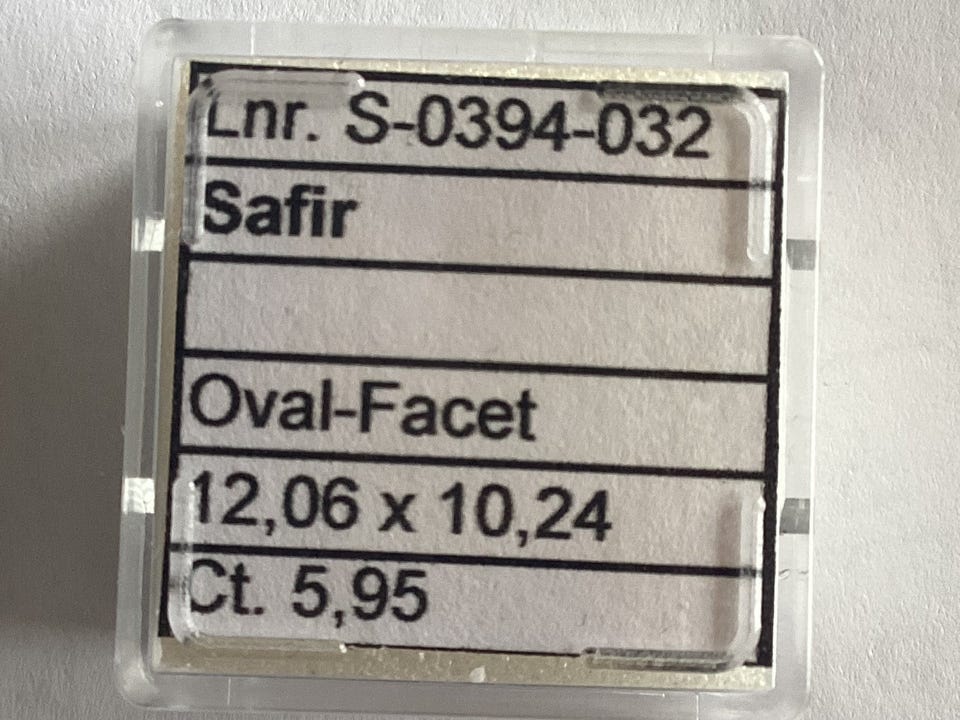 Lnr. S-0394-032
Safir
Oval-Facet
12,06 x 10,24
Ct. 5,95